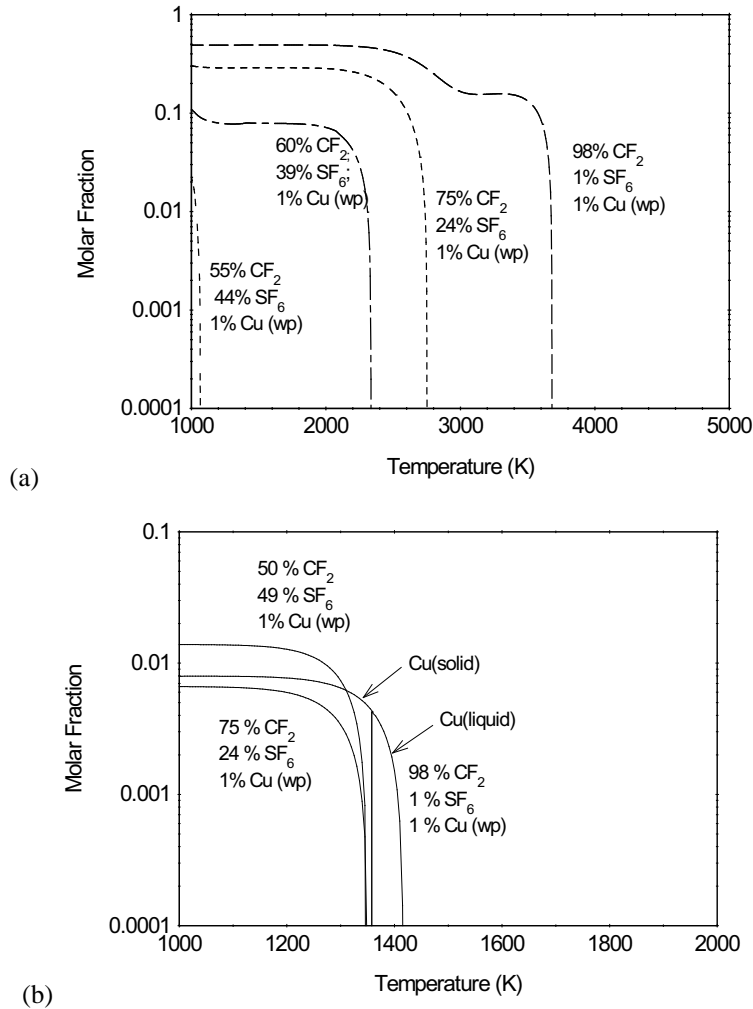 1
0.1
0.01
0.001
0.0001
Molar Fraction
60% CF2;
39% SF6;
1% Cu (wp)
98% CF2
1% SF6
1% Cu (wp)
75% CF2
24% SF6
1% Cu (wp)
55% CF2
44% SF6
1% Cu (wp)
1000 2000 3000 4000 5000
Temperature (K)
(a)
0.1
0.01
0.001
0.0001
Molar Fraction
50 % CF2
49 % SF6
1% Cu (wp)
Cu(solid)
Cu(liquid)
75 % CF2
24 % SF6
1% Cu (wp)
98 % CF2
1 % SF6
1 % Cu (wp)
1000 1200 1400 1600 1800 2000
Temperature (K)
(b)